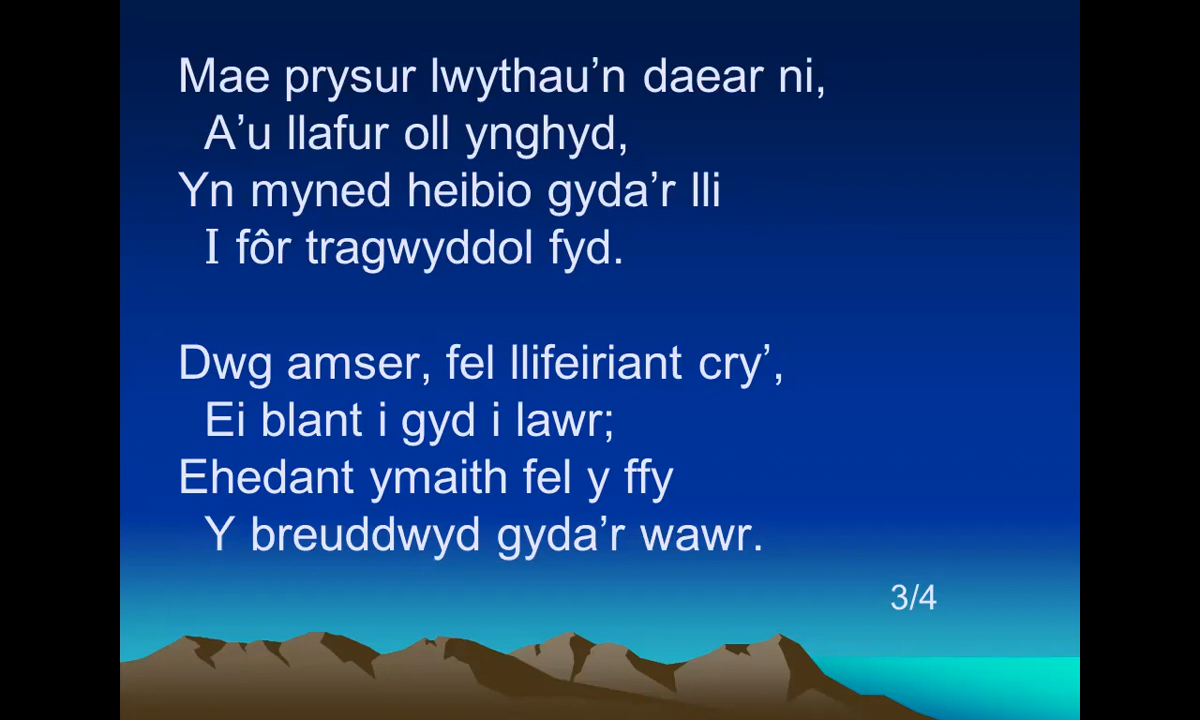 Mae prysur lwythau’n daear ni,
A’u llafur oll ynghyd,
Yn myned heibio gyda’r lli
I fôr tragwyddol fyd.
Dwg amser, fel llifeiriant cry’,
Ei blant i gyd i lawr;
Ehedant ymaith fel y ffy
Y breuddwyd gyda’r wawr.
3/4